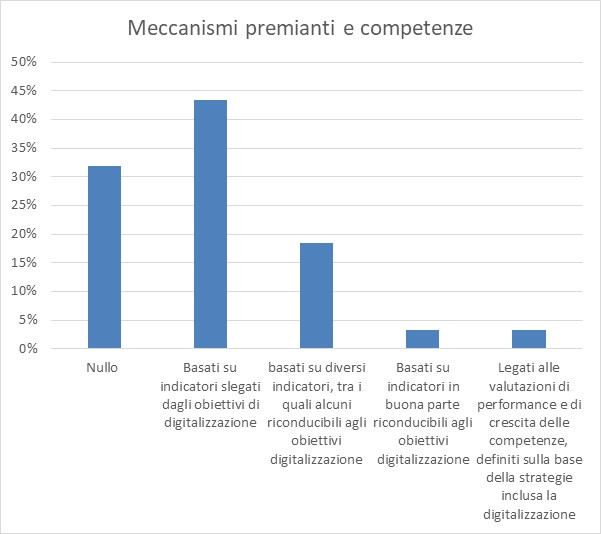 Meccanismi premianti e competenze
50%
45%
40%
35%
30%
25%
20%
15%
10%
5%
0%
Nullo
Basati su
indicatori slegati
dagli obiettivi di
digitalizzazione
basati su diversi
indicatori, tra i
quali alcuni
riconducibili agli
obiettivi
digitalizzazione
Basati su
indicatori in
buona parte
riconducibili agli
obiettivi
digitalizzazione
Legati alle
valutazioni di
performance e di
crescita delle
competenze,
definiti sulla base
della strategie
inclusa la
digitalizzazione